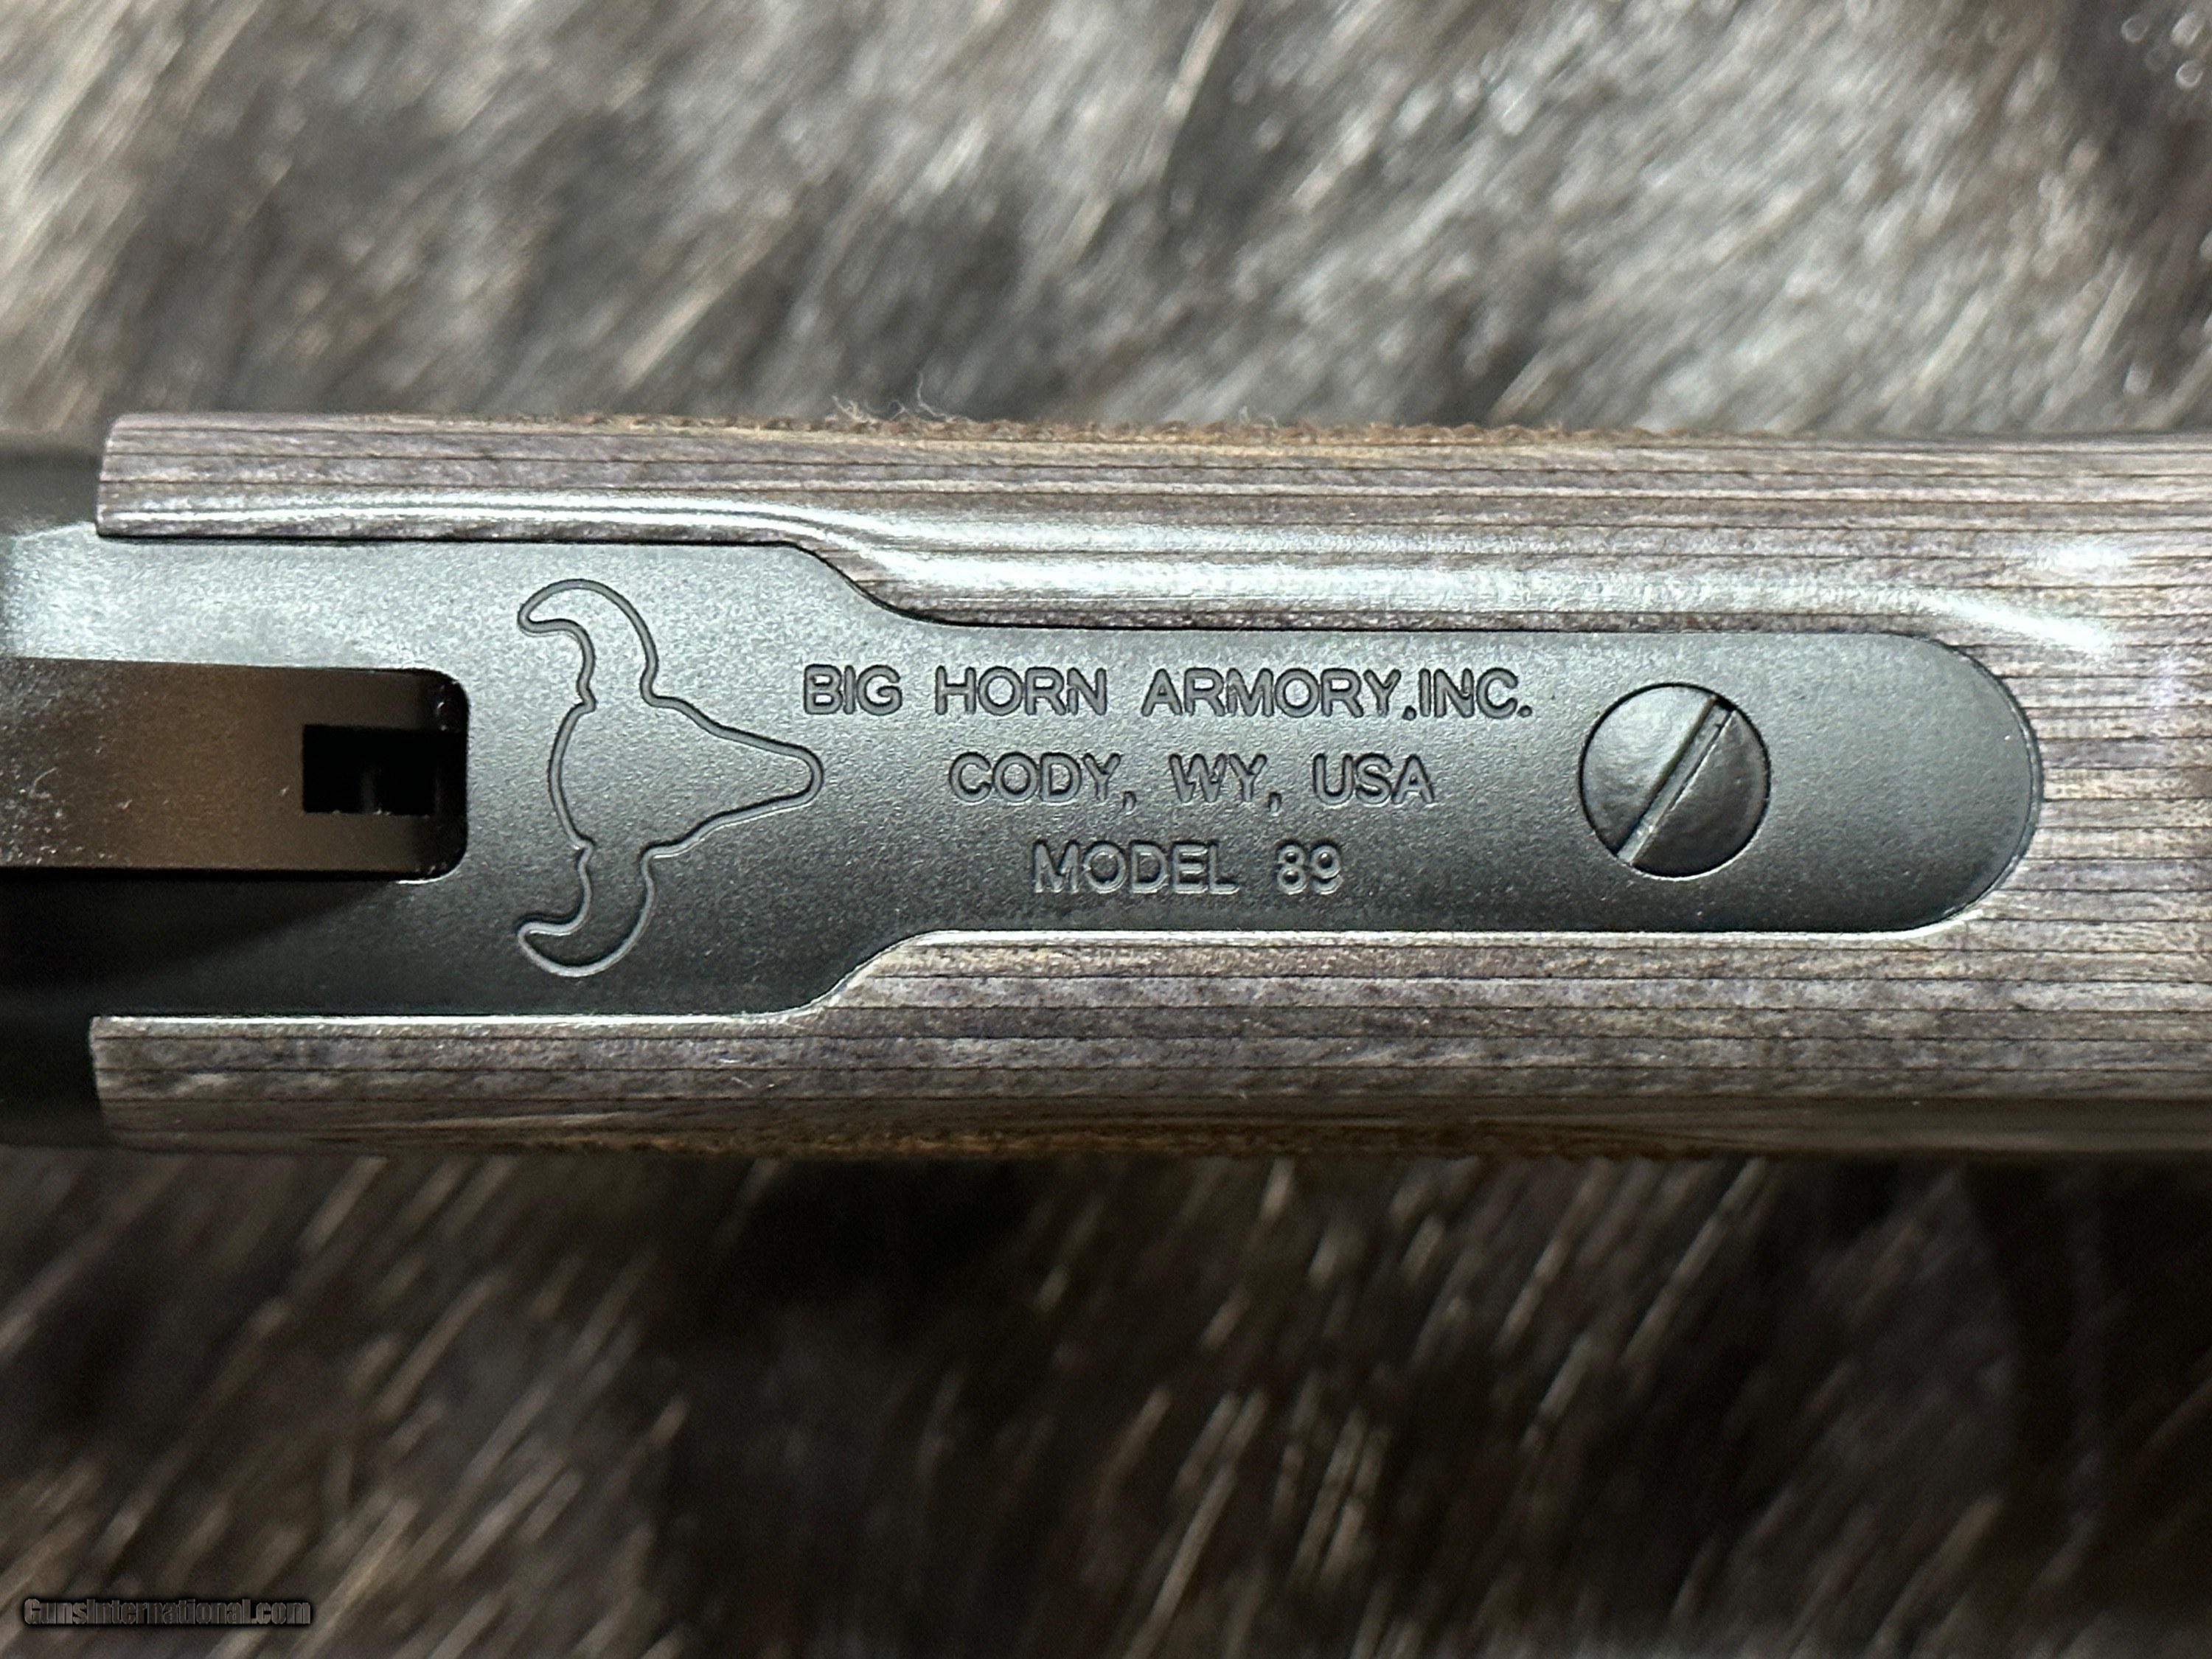 BIG HORN ARMORY,INC.
CODY, WY, USA
MODEL 89
GunsInternational.com